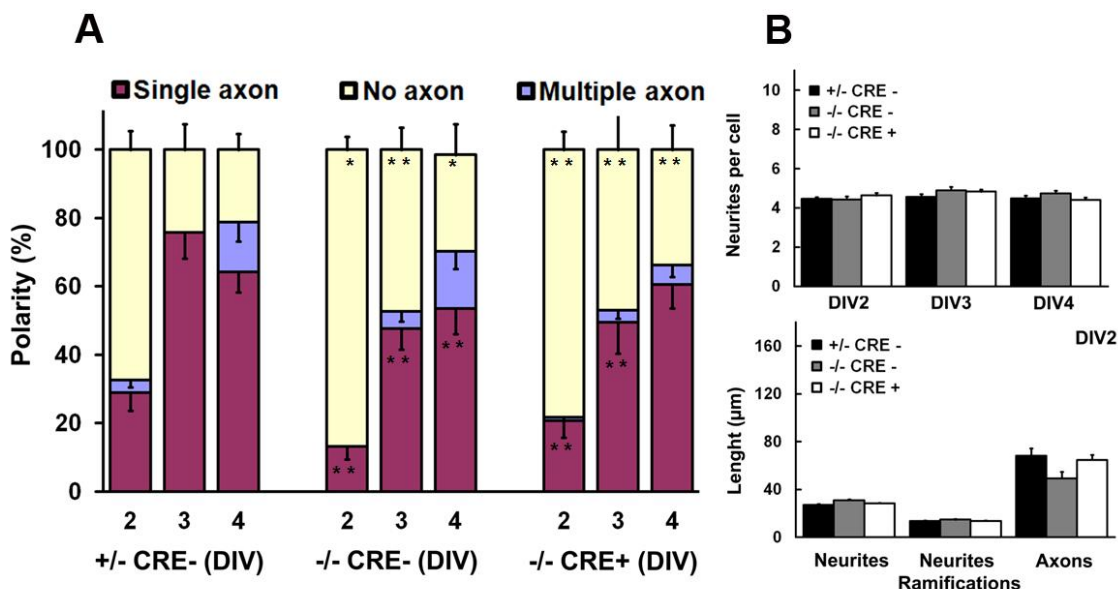 A
Single axon No axon Multiple axon
Polarity (%)
100
80
60
40
20
0
* ** *
** ** **
** ** **
** **
2 3 4 2 3 4 2 3 4
+/- CRE- (DIV) -/- CRE- (DIV) -/- CRE+ (DIV)
B
Neurites per cell
10
8
6
4
2
0
+/- CRE -
-/- CRE -
-/- CRE +
DIV2 DIV3 DIV4
DIV2
Lenght (µm)
160
120
80
40
0
+/- CRE -
-/- CRE -
-/- CRE +
Neurites Neurites Axons
Ramifications